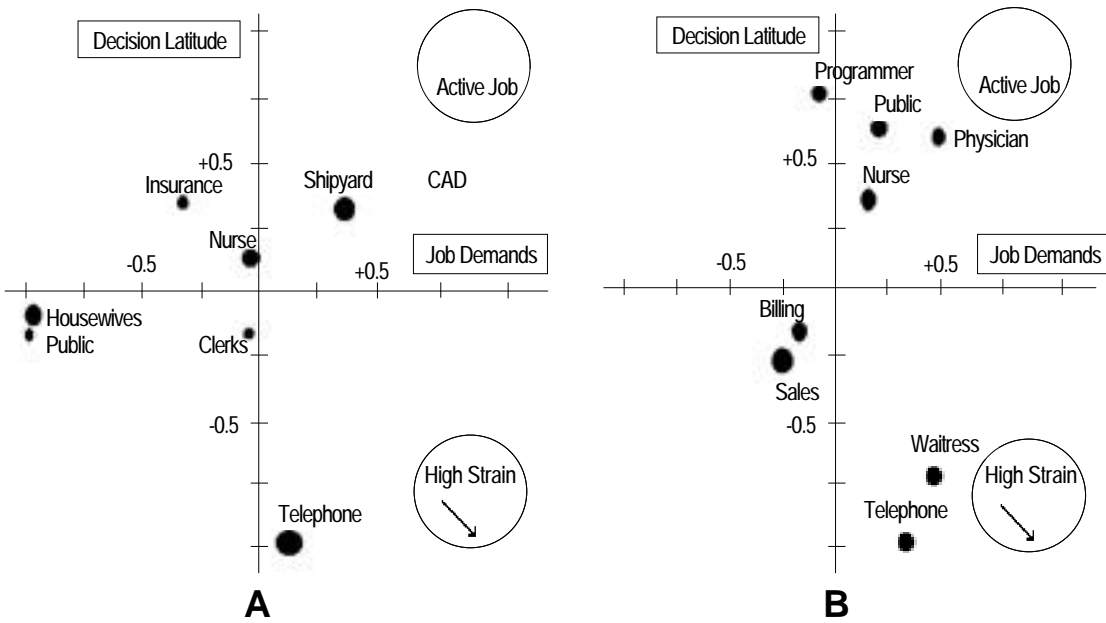 Decision Latitude
Active Job
+0.5
Insurance
Shipyard
CAD
Nurse
-0.5
Job Demands
+0.5
Housewives
Public
Clerks
-0.5
High Strain
Telephone
A
Decision Latitude
Programmer
Active Job
Public
Physician
+0.5
Nurse
-0.5
+0.5
Job Demands
Billing
Sales
-0.5
Waitress
High Strain
Telephone
B